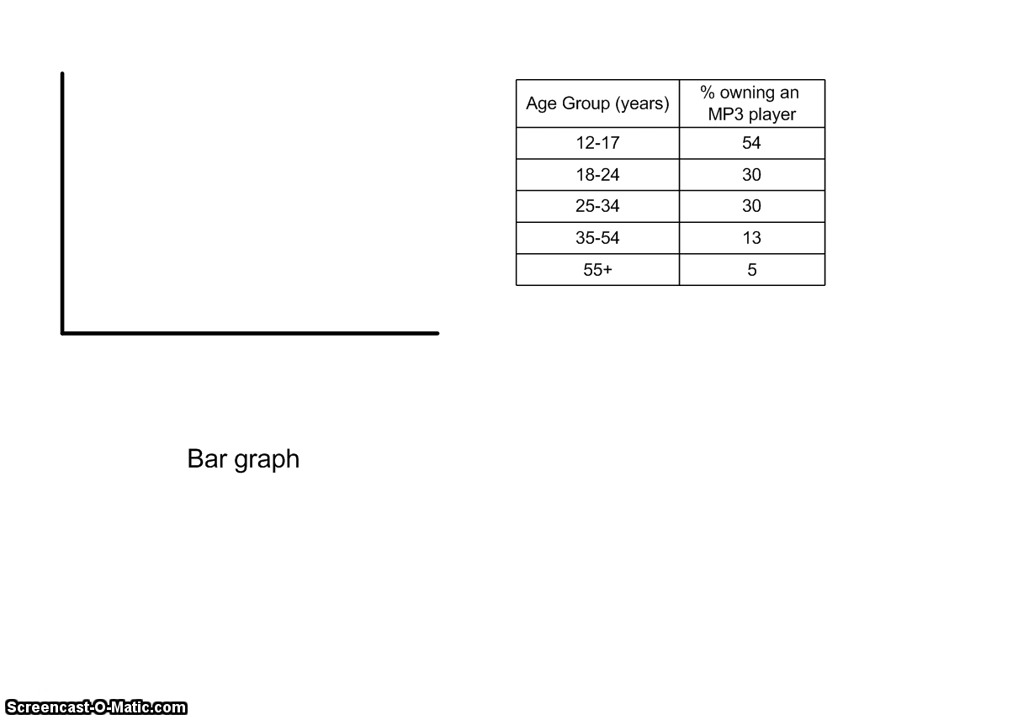 Age Group (years) % owning an
MP3 player
12-17 54
18-24 30
25-34 30
35-54 13
55+ 5
Bar graph
Screencast-O-Matic.com